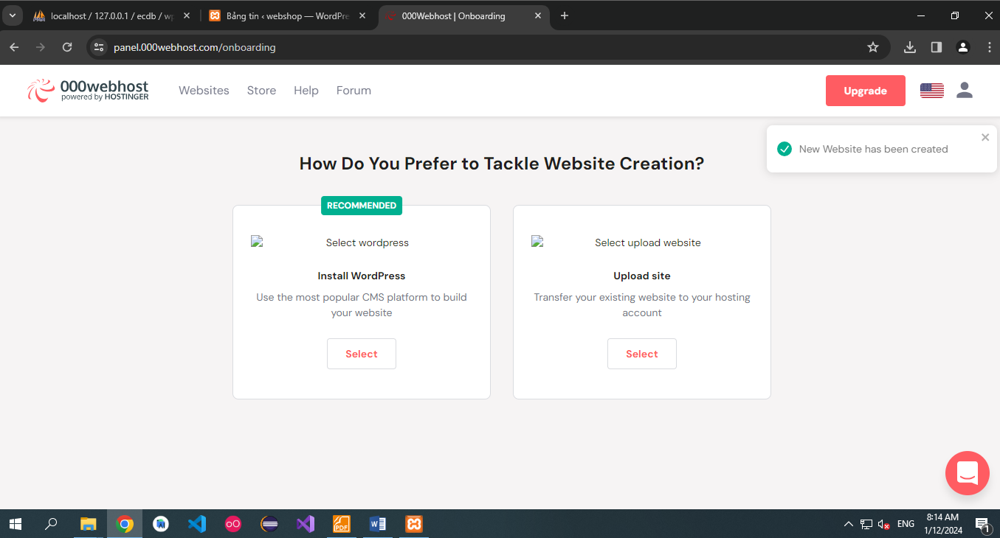 localhost / 127.0.0.1 / ecdb / wp
Bảng tin ‹ webshop — WordPre
000Webhost | Onboarding
panel.000webhost.com/onboarding
000webhost
powered by HOSTINGER
Websites
Store
Help
Forum
Upgrade
New Website has been created
How Do You Prefer to Tackle Website Creation?
RECOMMENDED
Select wordpress
Select upload website
Install WordPress
Upload site
Use the most popular CMS platform to build
your website
Transfer your existing website to your hosting
account
Select
Select
PDF
ENG
8:14 AM
1/12/2024
1